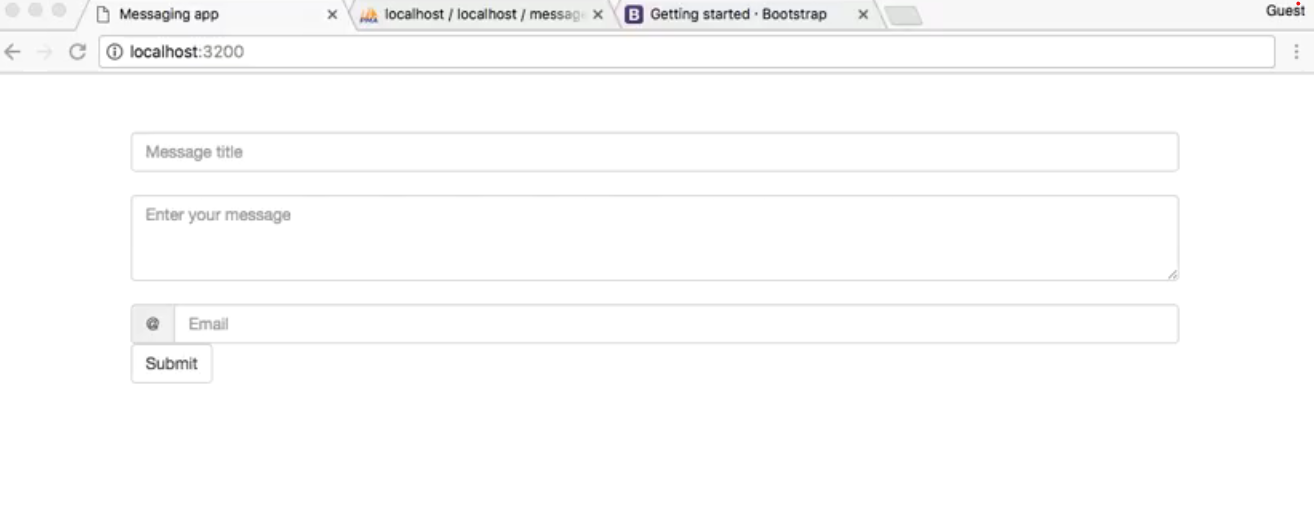 Messaging app
localhost / localhost / messag
Getting started · Bootstrap
Guest
localhost:3200
Message title
Enter your message
@ Email
Submit